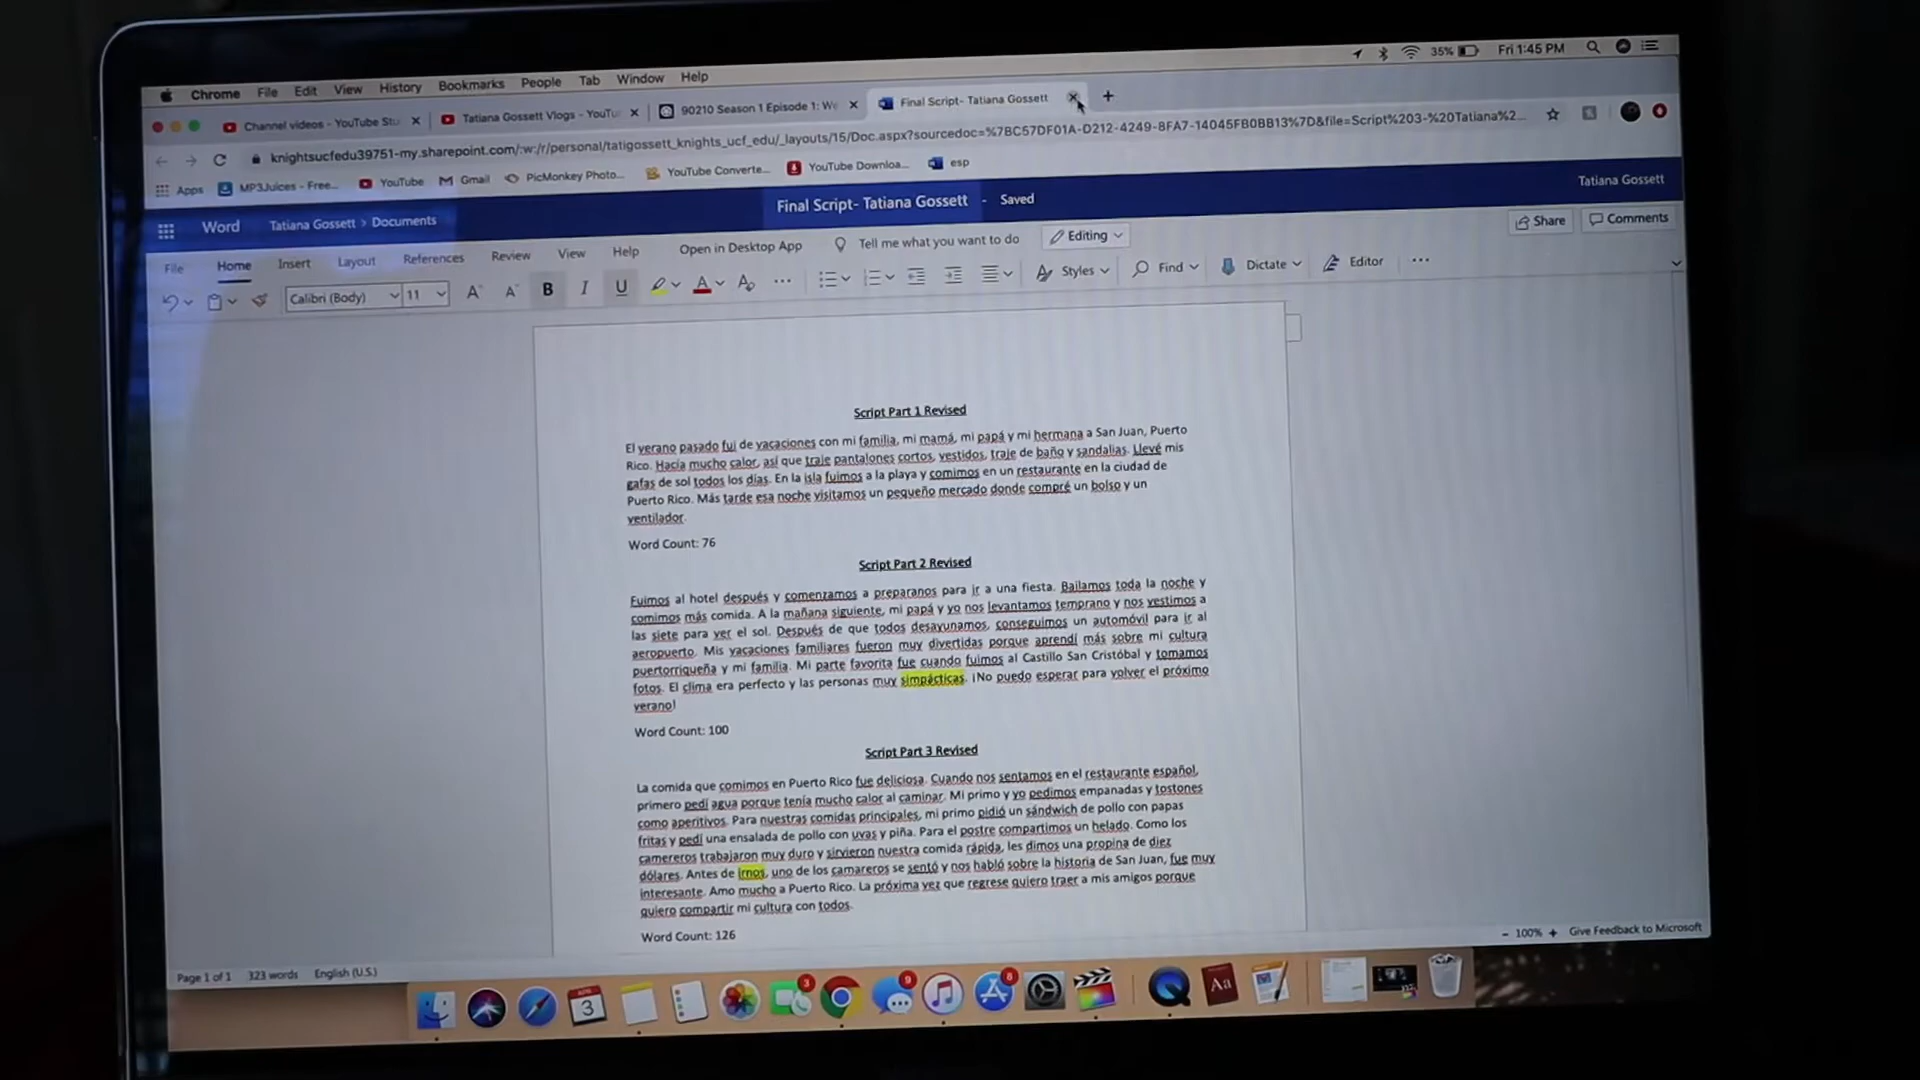 Chrome File Edit View History Bookmarks People Tab Window Help 35% Fri 1:45 PM
Channel videos - YouTube Stu Tatiana Gossett Vlogs - YouTu 90210 Season 1 Episode 1: We Final Script- Tatiana Gossett
knightsucfedu39751-my.sharepoint.com/:w:/r/personal/tatigossett_knights_ucf_edu/_layouts/15/Doc.aspx?sourcedoc=%7BC57DF01A-D212-4249-8FA7-14045FB0BB13%7D&file=Script%203-%20Tatiana%2...
Apps MP3Juices - Free... YouTube Gmail PicMonkey Photo... YouTube Converte... YouTube Downloa... esp
Word Tatiana Gossett > Documents Final Script- Tatiana Gossett - Saved Tatiana Gossett
File Home Insert Layout References Review View Help Open in Desktop App Tell me what you want to do Editing Share Comments
Calibri (Body) 11 A A B I U A A Styles Find Dictate Editor
Script Part 1 Revised
El verano pasado fui de vacaciones con mi familia, mi mamá, mi papá y mi hermana a San Juan, Puerto
Rico. Hacía mucho calor, así que traje pantalones cortos, vestidos, traje de baño y sandalias. Llevé mis
gafas de sol todos los días. En la isla fuimos a la playa y comimos en un restaurante en la ciudad de
Puerto Rico. Más tarde esa noche visitamos un pequeño mercado donde compré un bolso y un
ventilador.
Word Count: 76
Script Part 2 Revised
Fuimos al hotel después y comenzamos a preparanos para ir a una fiesta. Bailamos toda la noche y
comimos más comida. A la mañana siguiente, mi papá y yo nos levantamos temprano y nos vestimos a
las siete para ver el sol. Después de que todos desayunamos, conseguimos un automóvil para ir al
aeropuerto. Mis vacaciones familiares fueron muy divertidas porque aprendí más sobre mi cultura
puertorriqueña y mi familia. Mi parte favorita fue cuando fuimos al Castillo San Cristóbal y tomamos
fotos. El clima era perfecto y las personas muy simpácticas. ¡No puedo esperar para volver el próximo
verano!
Word Count: 100
Script Part 3 Revised
La comida que comimos en Puerto Rico fue deliciosa. Cuando nos sentamos en el restaurante español,
primero pedí agua porque tenía mucho calor al caminar. Mi primo y yo pedimos empanadas y tostones
como aperitivos. Para nuestras comidas principales, mi primo pidió un sándwich de pollo con papas
fritas y pedí una ensalada de pollo con uvas y piña. Para el postre compartimos un helado. Como los
camereros trabajaron muy duro y sirvieron nuestra comida rápida, les dimos una propina de diez
dólares. Antes de irnos, uno de los camareros se sentó y nos habló sobre la historia de San Juan, fue muy
interesante. Amo mucho a Puerto Rico. La próxima vez que regrese quiero traer a mis amigos porque
quiero compartir mi cultura con todos.
Word Count: 126
Page 1 of 1 323 words English (U.S.) - 100% + Give Feedback to Microsoft
3 3 9 8 Aa